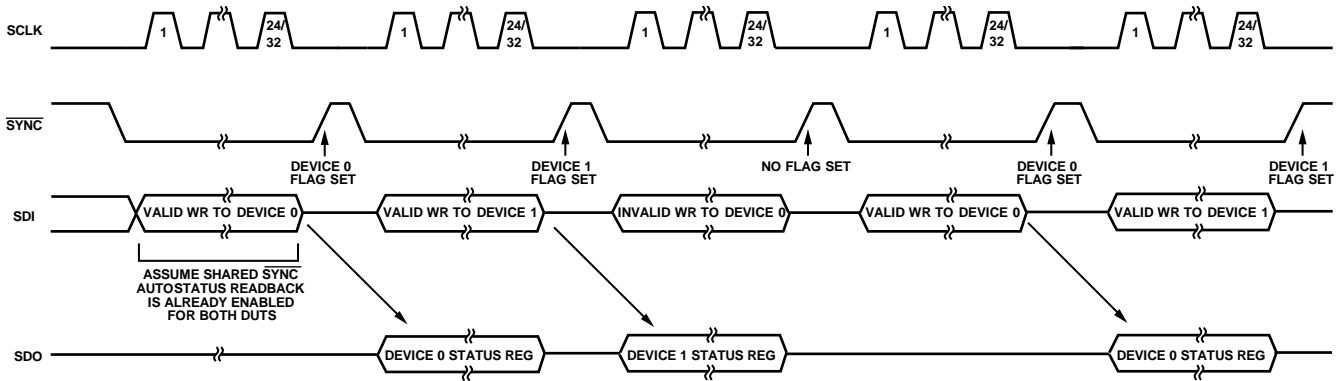 SCLK
1
24/
32
1
24/
32
1
24/
32
1
24/
32
1
24/
32
SYNC
DEVICE 0
FLAG SET
DEVICE 1
FLAG SET
NO FLAG SET
DEVICE 0
FLAG SET
DEVICE 1
FLAG SET
SDI
VALID WR TO DEVICE 0
VALID WR TO DEVICE 1
INVALID WR TO DEVICE 0
VALID WR TO DEVICE 0
VALID WR TO DEVICE 1
ASSUME SHARED SYNC
AUTOSTATUS READBACK
IS ALREADY ENABLED
FOR BOTH DUTS
SDO
DEVICE 0 STATUS REG
DEVICE 1 STATUS REG
DEVICE 0 STATUS REG